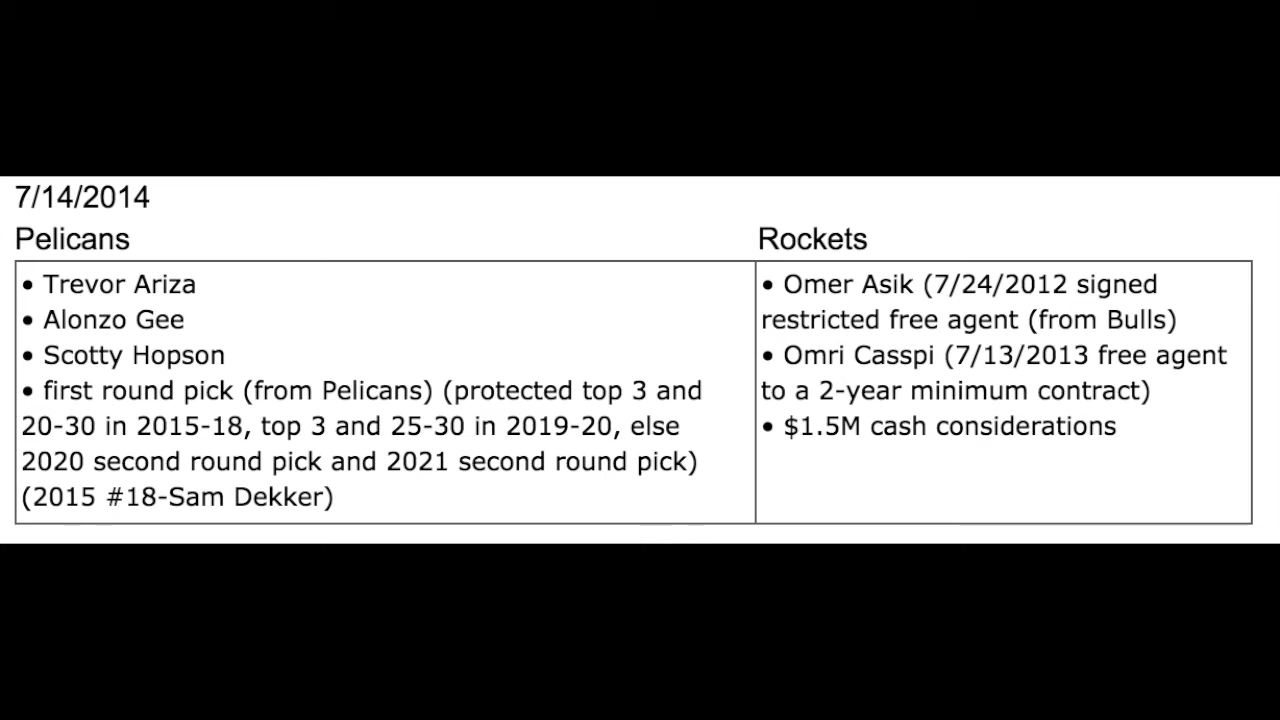 7/14/2014
Pelicans
• Trevor Ariza
• Alonzo Gee
• Scotty Hopson
• first round pick (from Pelicans) (protected top 3 and
20-30 in 2015-18, top 3 and 25-30 in 2019-20, else
2020 second round pick and 2021 second round pick)
(2015 #18-Sam Dekker)
Rockets
• Omer Asik (7/24/2012 signed
restricted free agent (from Bulls)
• Omri Casspi (7/13/2013 free agent
to a 2-year minimum contract)
• $1.5M cash considerations